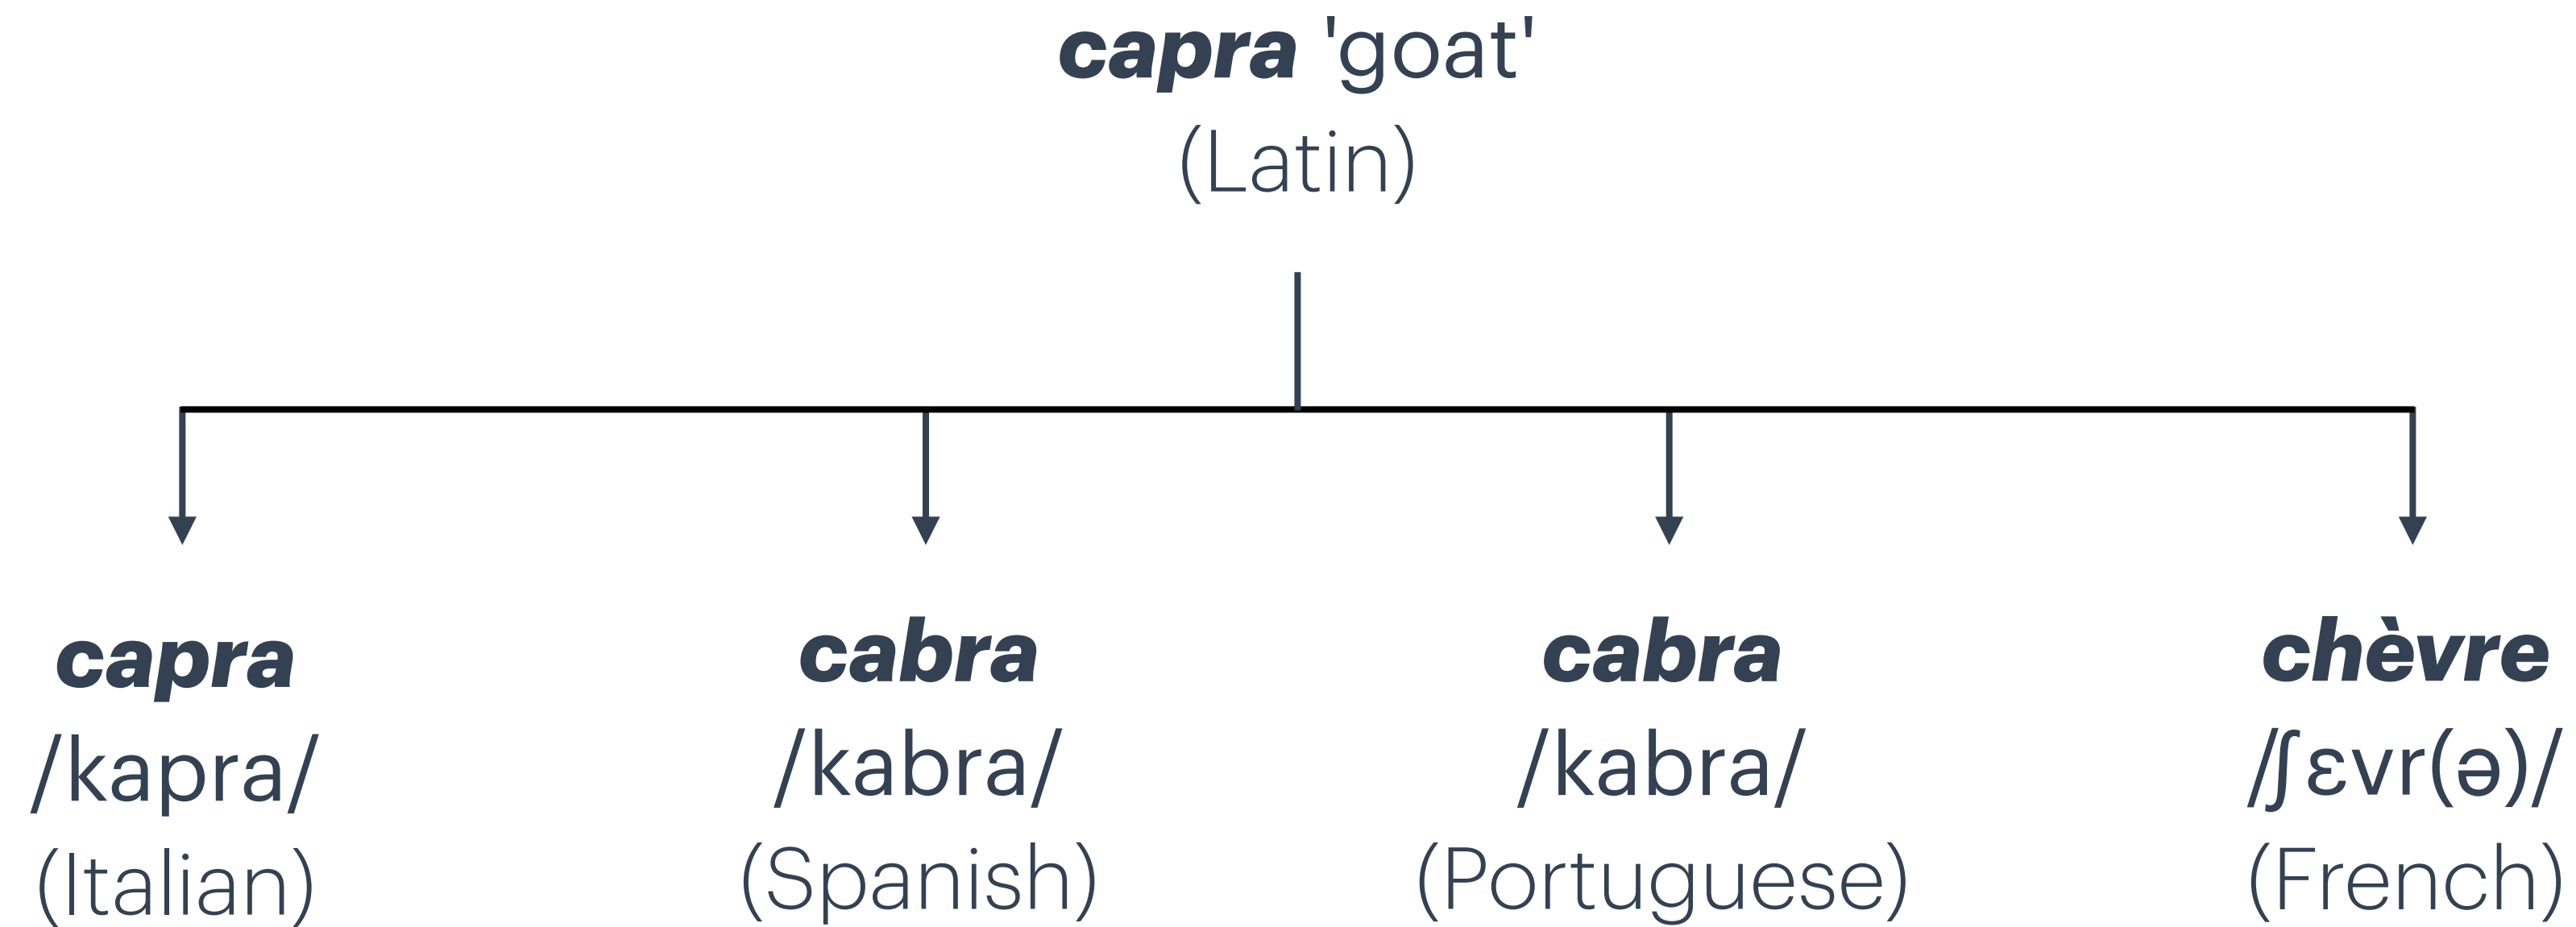 capra 'goat'
(Latin)
capra
/kapra/
(Italian)
cabra
/kabra/
(Spanish)
cabra
/kabra/
(Portuguese)
chèvre
/ʃɛvr(ə)/
(French)